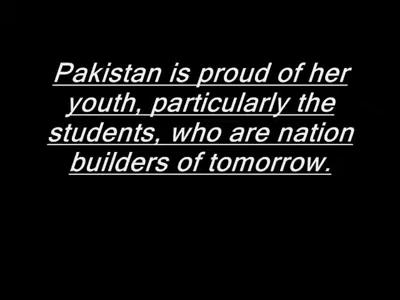 Pakistan is proud of her
youth, particularly the
students, who are nation
builders of tomorrow.